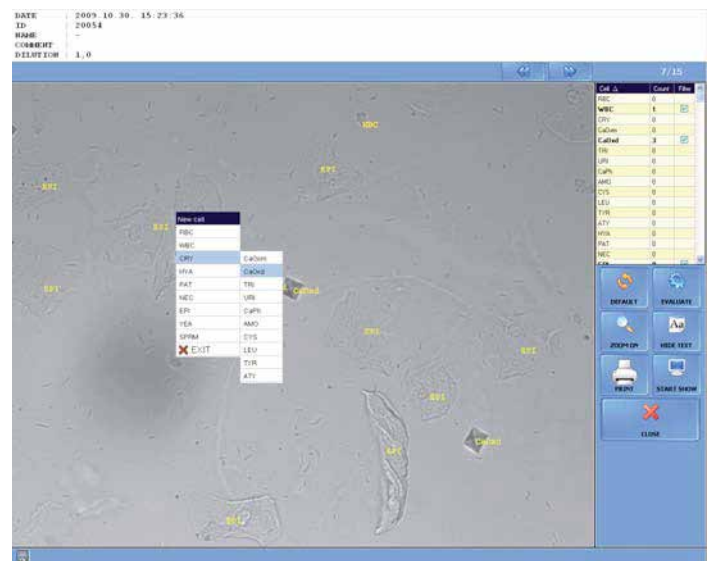 DATE : 2009.10.30. 15:23:36
ID : 20054
NAME : -
COMMENT :
DILUTION : 1,0
7/15
Cell Δ Count Filter
RBC 0
WBC 1
CRY 0
CaOxm 0
CaOxd 3
TRI 0
URI 0
CaPh 0
AMO 0
CYS 0
LEU 0
TYR 0
ATY 0
HYA 0
PAT 0
NEC 0
WBC
EPI
EPI
EPI
EPI
CaOxd
EPI
EPI
EPI
CaOxd
EPI
EPI
New cell
RBC
WBC
CRY
HYA
PAT
NEC
EPI
YEA
SPRM
EXIT
CaOxm
CaOxd
TRI
URI
CaPh
AMO
CYS
LEU
TYR
ATY
DEFAULT
EVALUATE
ZOOM ON
Aa
HIDE TEXT
PRINT
START SHOW
CLOSE